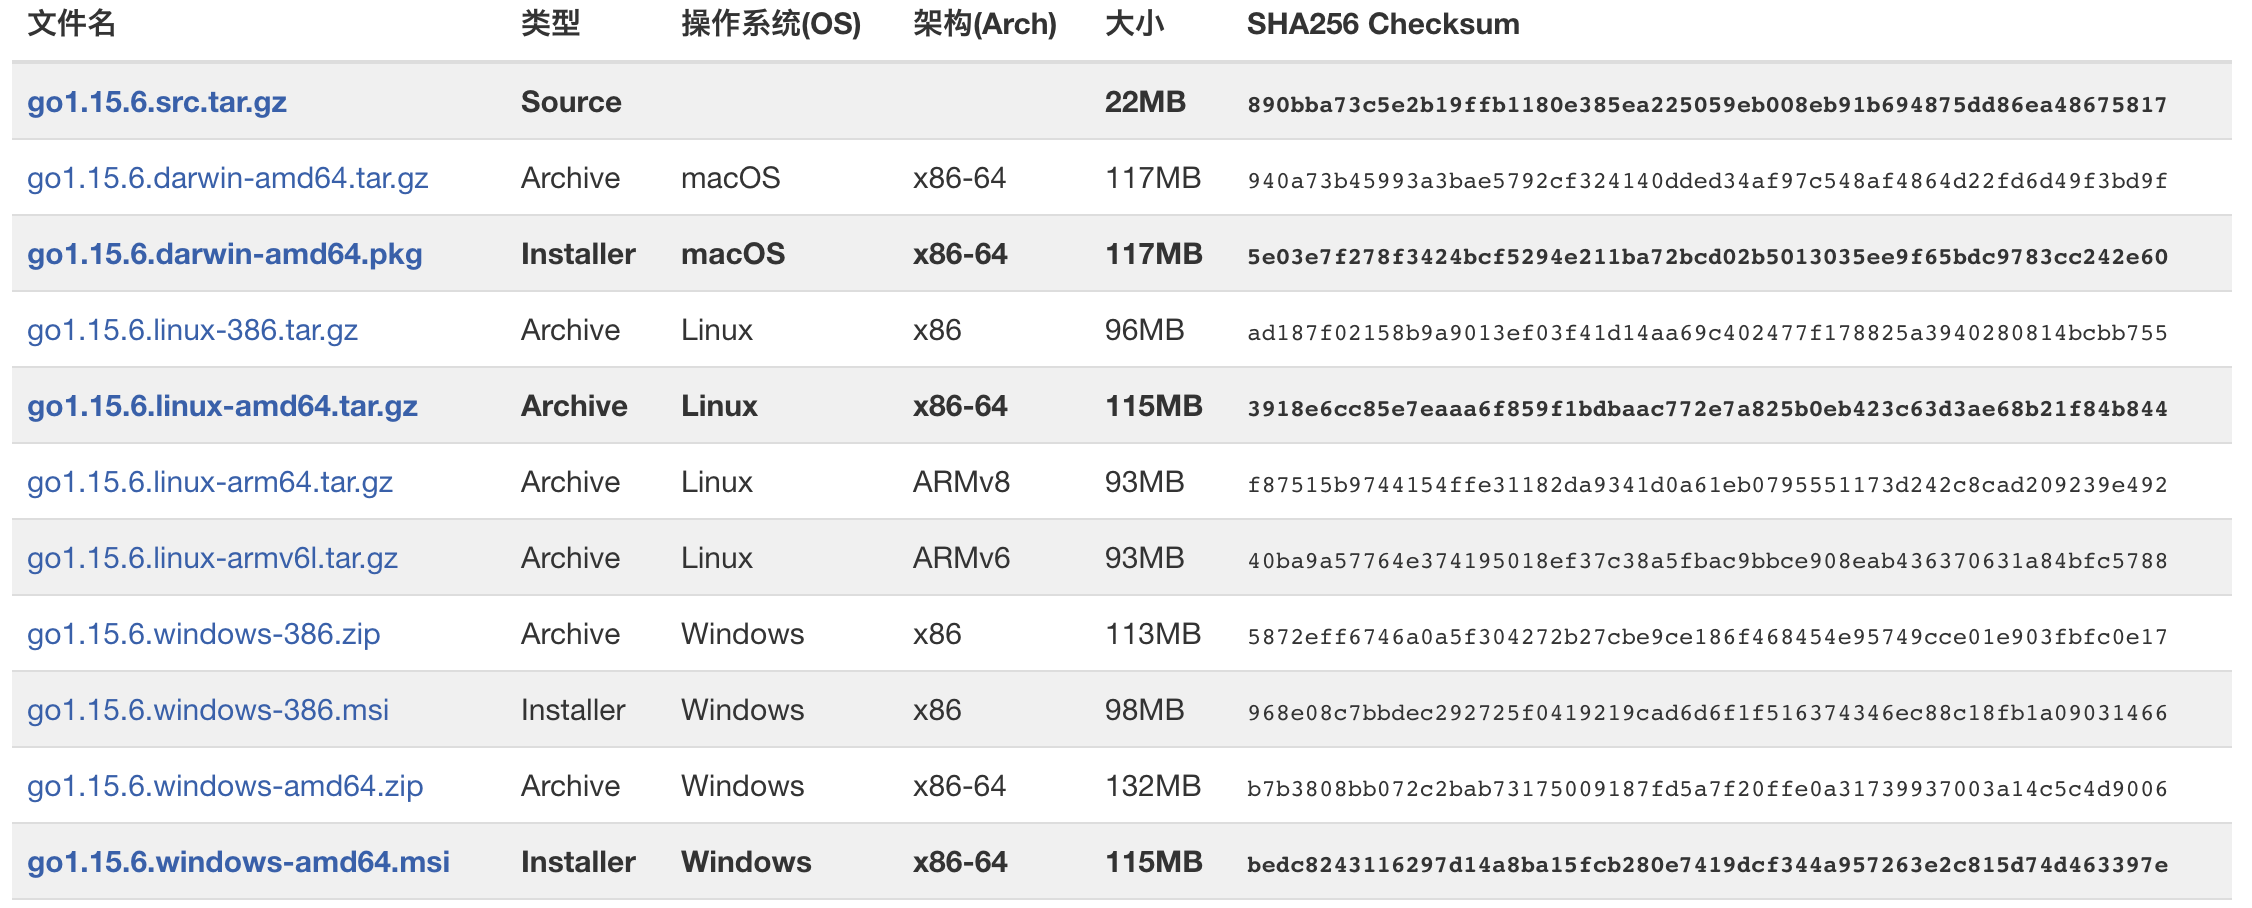 文件名 类型 操作系统(OS) 架构(Arch) 大小 SHA256 Checksum
go1.15.6.src.tar.gz Source 22MB 890bba73c5e2b19ffb1180e385ea225059eb008eb91b694875dd86ea48675817
go1.15.6.darwin-amd64.tar.gz Archive macOS x86-64 117MB 940a73b45993a3bae5792cf324140dded34af97c548af4864d22fd6d49f3bd9f
go1.15.6.darwin-amd64.pkg Installer macOS x86-64 117MB 5e03e7f278f3424bcf5294e211ba72bcd02b5013035ee9f65bdc9783cc242e60
go1.15.6.linux-386.tar.gz Archive Linux x86 96MB ad187f02158b9a9013ef03f41d14aa69c402477f178825a3940280814bcbb755
go1.15.6.linux-amd64.tar.gz Archive Linux x86-64 115MB 3918e6cc85e7eaaa6f859f1bdbaac772e7a825b0eb423c63d3ae68b21f84b844
go1.15.6.linux-arm64.tar.gz Archive Linux ARMv8 93MB f87515b9744154ffe31182da9341d0a61eb0795551173d242c8cad209239e492
go1.15.6.linux-armv6l.tar.gz Archive Linux ARMv6 93MB 40ba9a57764e374195018ef37c38a5fbac9bbce908eab436370631a84bfc5788
go1.15.6.windows-386.zip Archive Windows x86 113MB 5872eff6746a0a5f304272b27cbe9ce186f468454e95749cce01e903fbfc0e17
go1.15.6.windows-386.msi Installer Windows x86 98MB 968e08c7bbdec292725f0419219cad6d6f1f516374346ec88c18fb1a09031466
go1.15.6.windows-amd64.zip Archive Windows x86-64 132MB b7b3808bb072c2bab73175009187fd5a7f20ffe0a31739937003a14c5c4d9006
go1.15.6.windows-amd64.msi Installer Windows x86-64 115MB bedc8243116297d14a8ba15fcb280e7419dcf344a957263e2c815d74d463397e